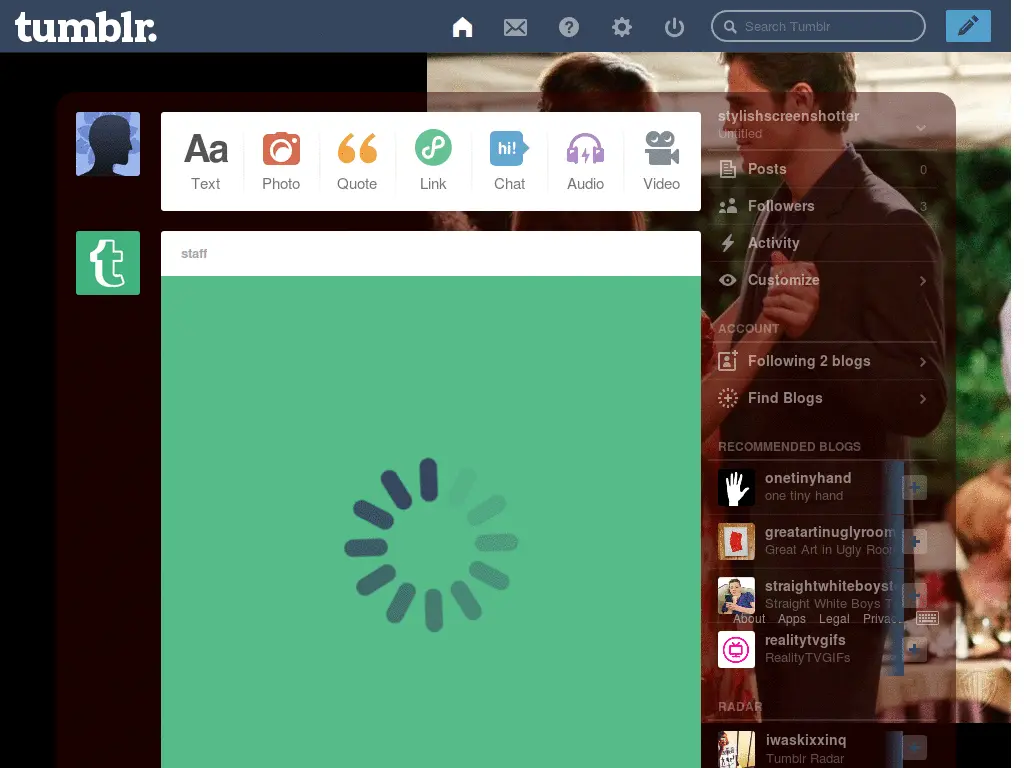 tumblr.
Search Tumblr
Aa
hi!
Text
Photo
Quote
Link
Chat
Audio
Video
stylishscreenshotter
Untitled
Posts
0
Followers
3
Activity
Customize
t
staff
ACCOUNT
Following 2 blogs
Find Blogs
RECOMMENDED BLOGS
onetinyhand
one tiny hand
greatartinuglyroom
Great Art in Ugly Roo
straightwhiteboyst
Straight White Boys T
About Apps Legal Priva
realitytvgifs
RealityTVGIFs
RADAR
iwaskixxinq
Tumblr Radar